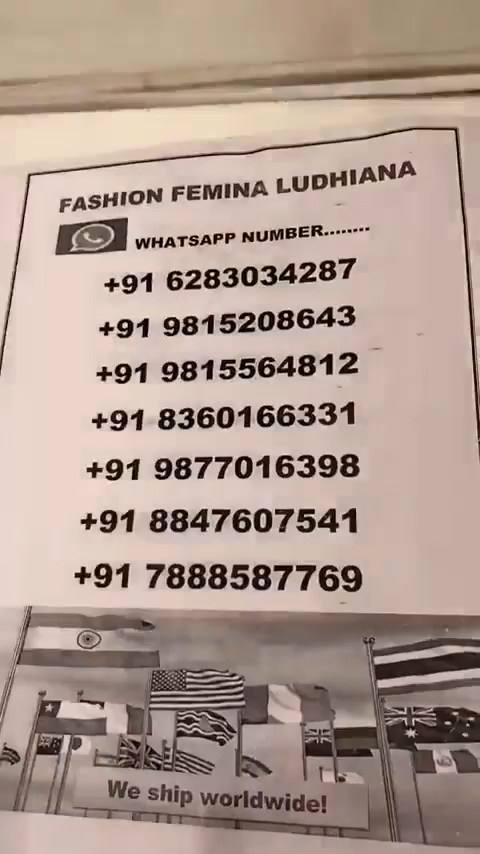 FASHION FEMINA LUDHIANA
WHATSAPP NUMBER........
+91 6283034287
+91 9815208643
+91 9815564812
+91 8360166331
+91 9877016398
+91 8847607541
+91 7888587769
We ship worldwide!